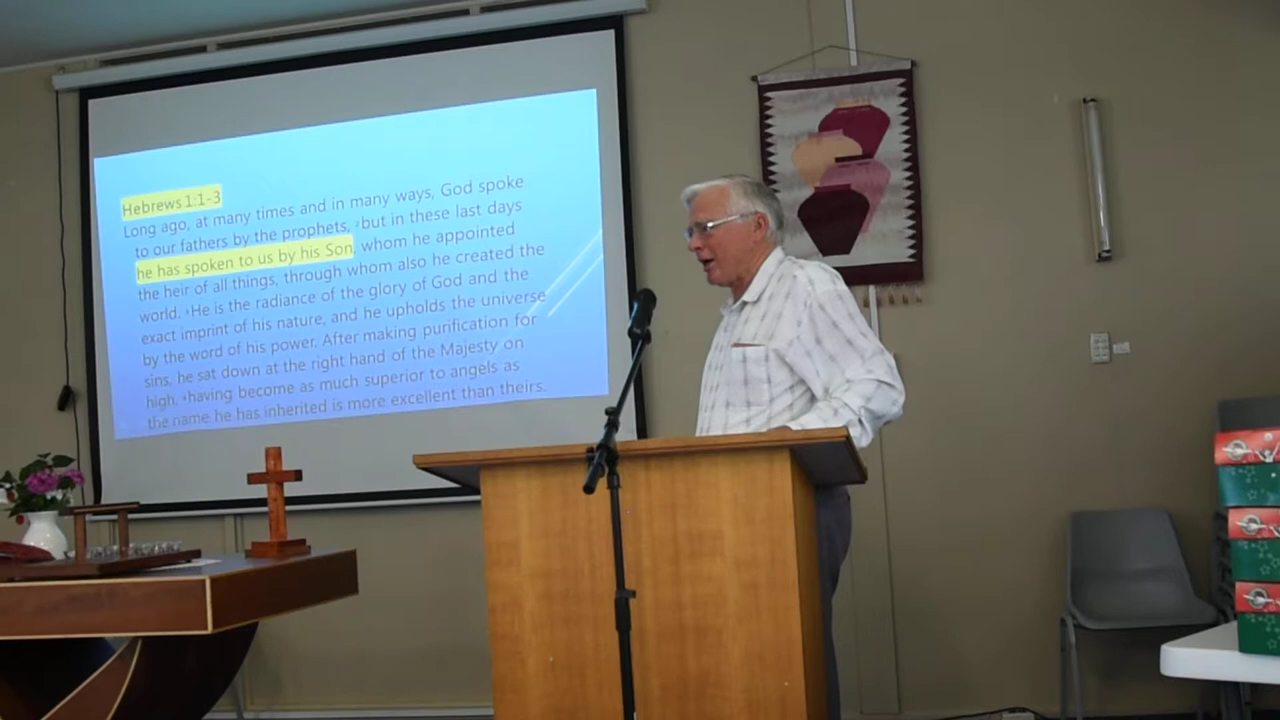 Hebrews 1:1-3
Long ago, at many times and in many ways, God spoke
to our fathers by the prophets, ²but in these last days
he has spoken to us by his Son, whom he appointed
the heir of all things, through whom also he created the
world. ³He is the radiance of the glory of God and the
exact imprint of his nature, and he upholds the universe
by the word of his power. After making purification for
sins, he sat down at the right hand of the Majesty on
high, ⁴having become as much superior to angels as
the name he has inherited is more excellent than theirs.